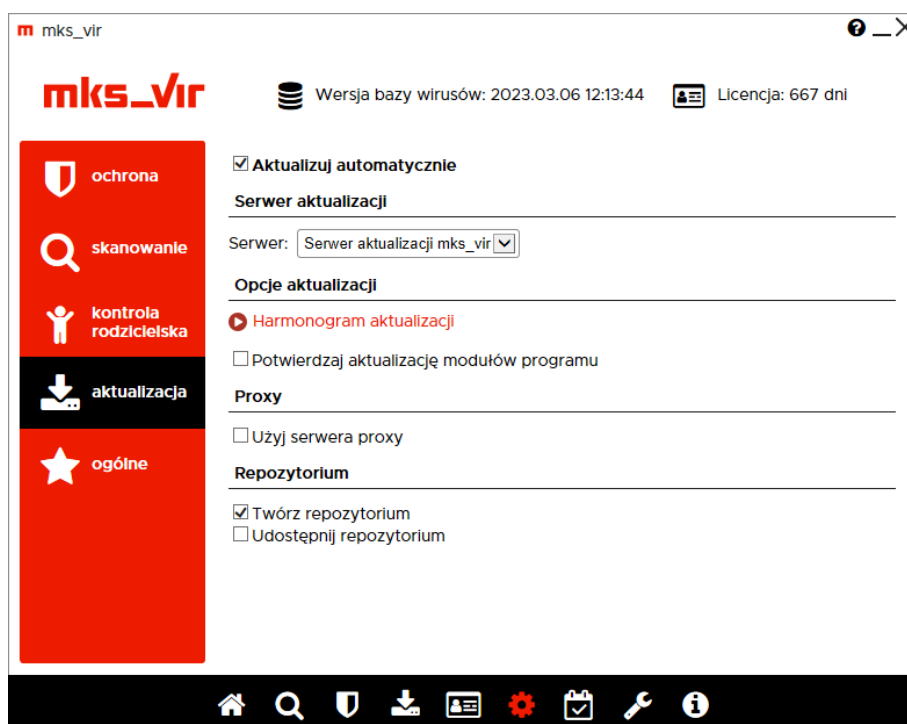 m mks_vir
mks_vir
Wersja bazy wirusów: 2023.03.06 12:13:44
Licencja: 667 dni
ochrona
skanowanie
kontrola
rodzicielska
aktualizacja
ogólne
Aktualizuj automatycznie
Serwer aktualizacji
Serwer: Serwer aktualizacji mks_vir
Opcje aktualizacji
Harmonogram aktualizacji
Potwierdzaj aktualizację modułów programu
Proxy
Użyj serwera proxy
Repozytorium
Twórz repozytorium
Udostępnij repozytorium